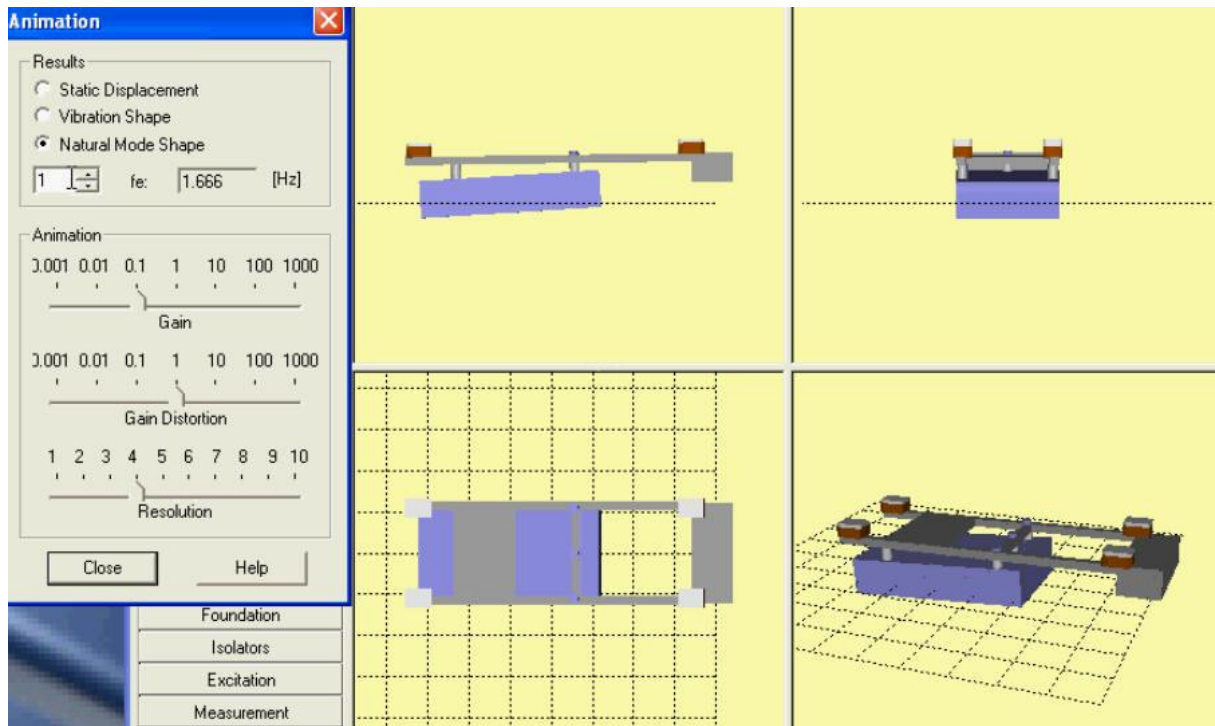 Animation
Results
Static Displacement
Vibration Shape
Natural Mode Shape
1 fe: 1.666 [Hz]
Animation
0.001 0.01 0.1 1 10 100 1000
Gain
0.001 0.01 0.1 1 10 100 1000
Gain Distortion
1 2 3 4 5 6 7 8 9 10
Resolution
Close Help
Foundation
Isolators
Excitation
Measurement